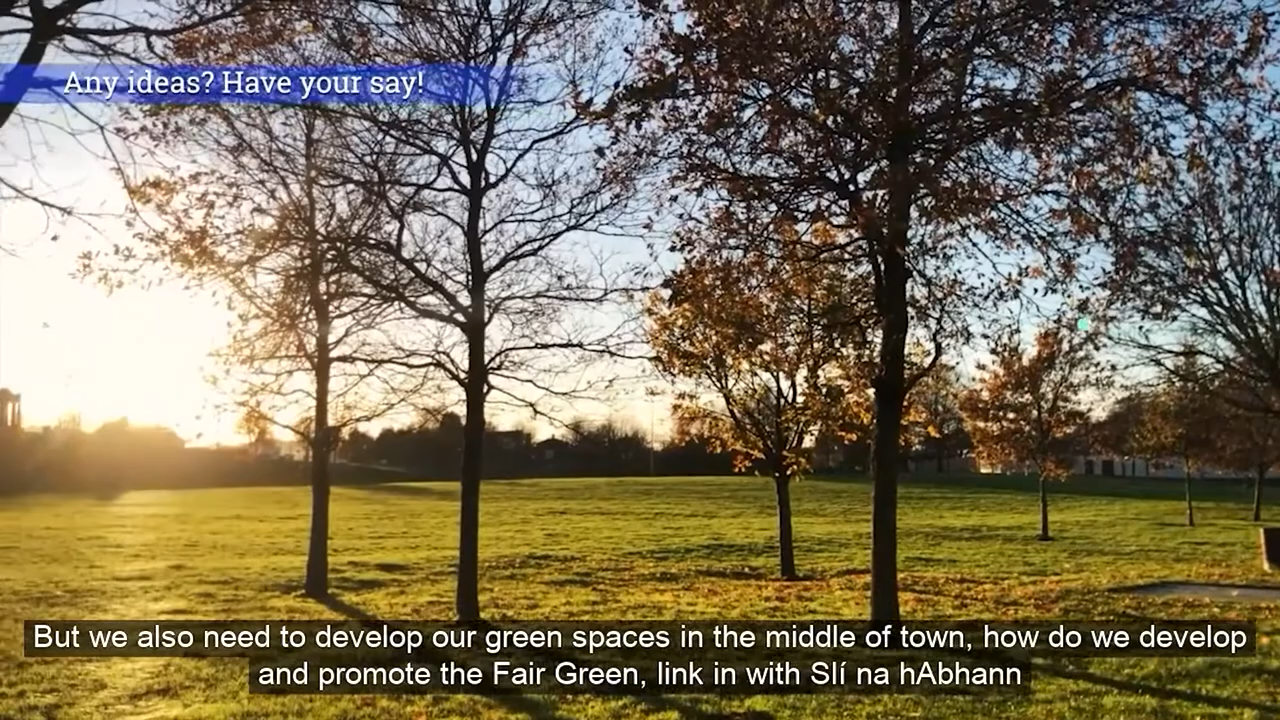 Any ideas? Have your say!
But we also need to develop our green spaces in the middle of town, how do we develop
and promote the Fair Green, link in with Slí na hAbhann